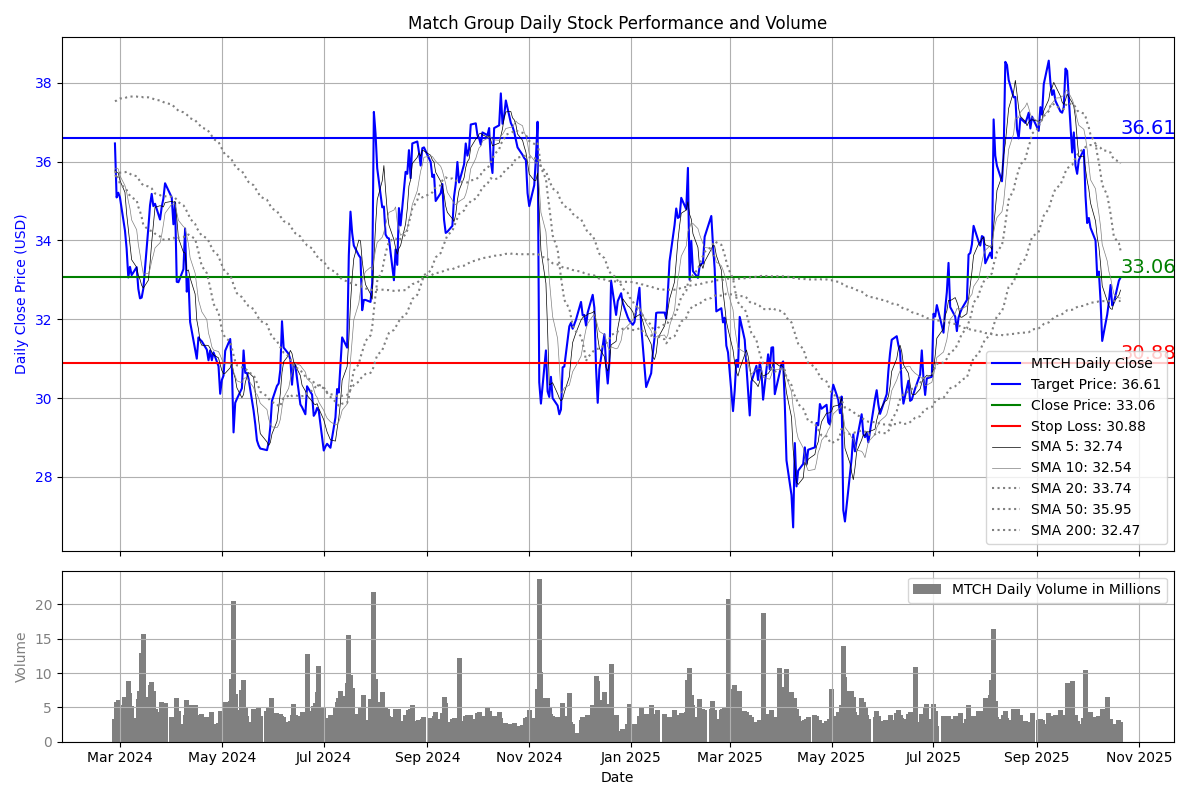 Match Group Daily Stock Performance and Volume
Daily Close Price (USD)
38
36
34
32
30
28
36.61
33.06
30.88
MTCH Daily Close
Target Price: 36.61
Close Price: 33.06
Stop Loss: 30.88
SMA 5: 32.74
SMA 10: 32.54
SMA 20: 33.74
SMA 50: 35.95
SMA 200: 32.47
Volume
20
15
10
5
0
MTCH Daily Volume in Millions
Mar 2024 May 2024 Jul 2024 Sep 2024 Nov 2024 Jan 2025 Mar 2025 May 2025 Jul 2025 Sep 2025 Nov 2025
Date